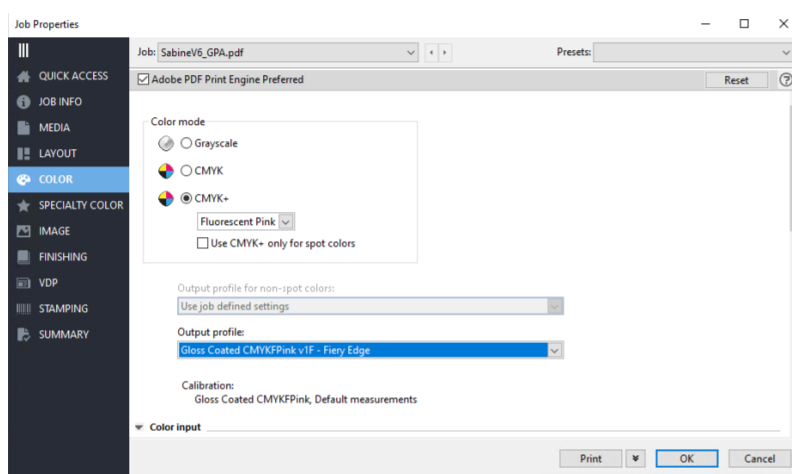 Job Properties
Job: SabineV6_GPA.pdf Presets:
QUICK ACCESS
JOB INFO
MEDIA
LAYOUT
COLOR
SPECIALTY COLOR
IMAGE
FINISHING
VDP
STAMPING
SUMMARY
Adobe PDF Print Engine Preferred Reset ?
Color mode
Grayscale
CMYK
CMYK+
Fluorescent Pink
Use CMYK+ only for spot colors
Output profile for non-spot colors:
Use job defined settings
Output profile:
Gloss Coated CMYKFPink v1F - Fiery Edge
Calibration:
Gloss Coated CMYKFPink, Default measurements
Color input
Print OK Cancel